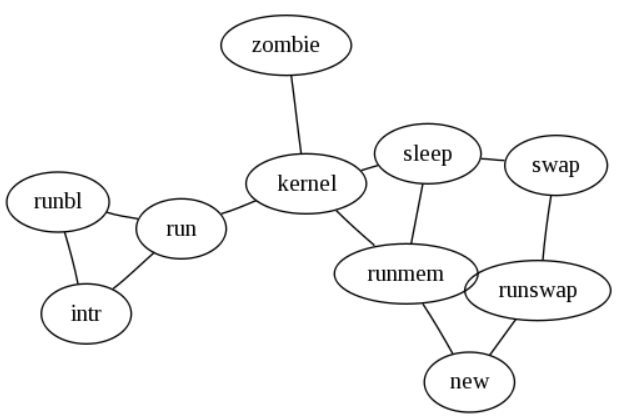 zombie
sleep
swap
kernel
runbl
run
runmem
runswap
intr
new